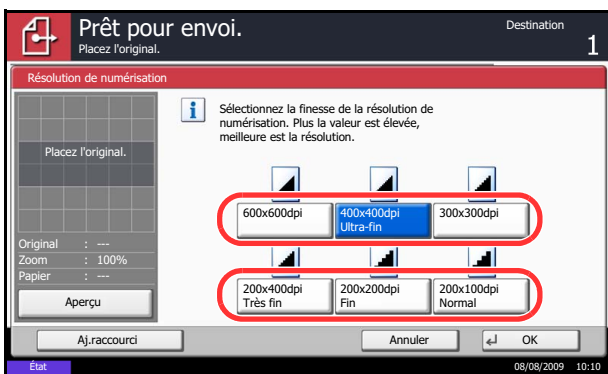 Prêt pour envoi.
Placez l'original.
Destination
1
Résolution de numérisation
Placez l'original.
Sélectionnez la finesse de la résolution de
numérisation. Plus la valeur est élevée,
meilleure est la résolution.
600x600dpi
400x400dpi
Ultra-fin
300x300dpi
200x400dpi
Très fin
200x200dpi
Fin
200x100dpi
Normal
Original : ---
Zoom : 100%
Papier : ---
Aperçu
Aj.raccourci
Annuler
OK
État
08/08/2009 10:10